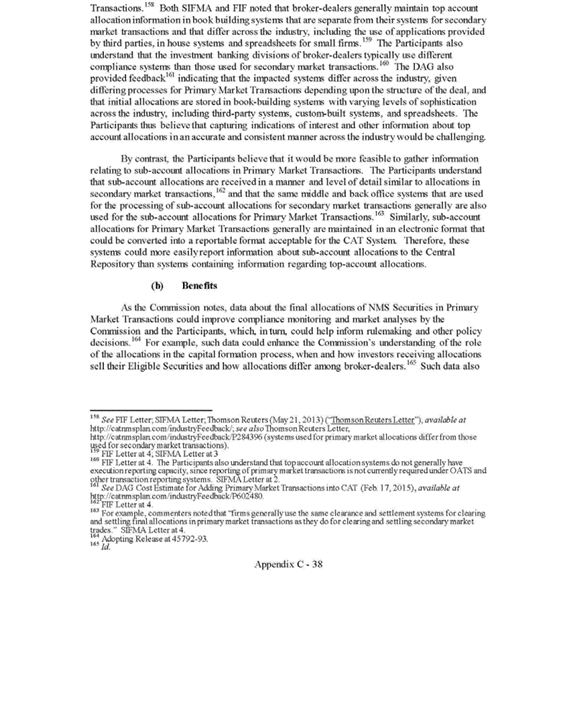 Transactions.158 Both SIFMA and FIF noted that broker-dealers generally maintain top account
allocation information in book building systems that are separate from their systems for secondary
market transactions and that differ across the industry, including the use of applications provided
by third parties, in house systems and spreadsheets for small firms.159 The Participants also
understand that the investment banking divisions of broker-dealers typically use different
compliance systems than those used for secondary market transactions.160 The DAG also
provided feedback161 indicating that the impacted systems differ across the industry, given
differing processes for Primary Market Transactions depending upon the structure of the deal, and
that initial allocations are stored in book-building systems with varying levels of sophistication
across the industry, including third-party systems, custom-built systems, and spreadsheets. The
Participants thus believe that capturing indications of interest and other information about top
account allocations in an accurate and consistent manner across the industry would be challenging.
By contrast, the Participants believe that it would be more feasible to gather information
relating to sub-account allocations in Primary Market Transactions. The Participants understand
that sub-account allocations are received in a manner and level of detail similar to allocations in
secondary market transactions,162 and that the same middle and back office systems that are used
for the processing of sub-account allocations for secondary market transactions generally are also
used for the sub-account allocations for Primary Market Transactions.163 Similarly, sub-account
allocations for Primary Market Transactions generally are maintained in an electronic format that
could be converted into a reportable format acceptable for the CAT System. Therefore, these
systems could more easily report information about sub-account allocations to the Central
Repository than systems containing information regarding top-account allocations.
(b) Benefits
As the Commission notes, data about the final allocations of NMS Securities in Primary
Market Transactions could improve compliance monitoring and market analyses by the
Commission and the Participants, which, in turn, could help inform rulemaking and other policy
decisions.164 For example, such data could enhance the Commission's understanding of the role
of the allocations in the capital formation process, when and how investors receiving allocations
sell their Eligible Securities and how allocations differ among broker-dealers.165 Such data also
158 See FIF Letter; SIFMA Letter; Thomson Reuters (May 21, 2013) ("Thomson Reuters Letter"), available at
http://catnmsplan.com/industryFeedback/; see also Thomson Reuters Letter,
http://catnmsplan.com/industryFeedback/P284396 (systems used for primary market allocations differ from those
used for secondary market transactions).
159 FIF Letter at 4; SIFMA Letter at 3
160 FIF Letter at 4. The Participants also understand that top account allocation systems do not generally have
execution reporting capacity, since reporting of primary market transactions is not currently required under OATS and
other transaction reporting systems. SIFMA Letter at 2.
161 See DAG Cost Estimate for Adding Primary Market Transactions into CAT (Feb. 17, 2015), available at
http://catnmsplan.com/industryFeedback/P602480.
162 FIF Letter at 4.
163 For example, commenters noted that "firms generally use the same clearance and settlement systems for clearing
and settling final allocations in primary market transactions as they do for clearing and settling secondary market
trades." SIFMA Letter at 4.
164 Adopting Release at 45792-93.
165 Id.
Appendix C - 38